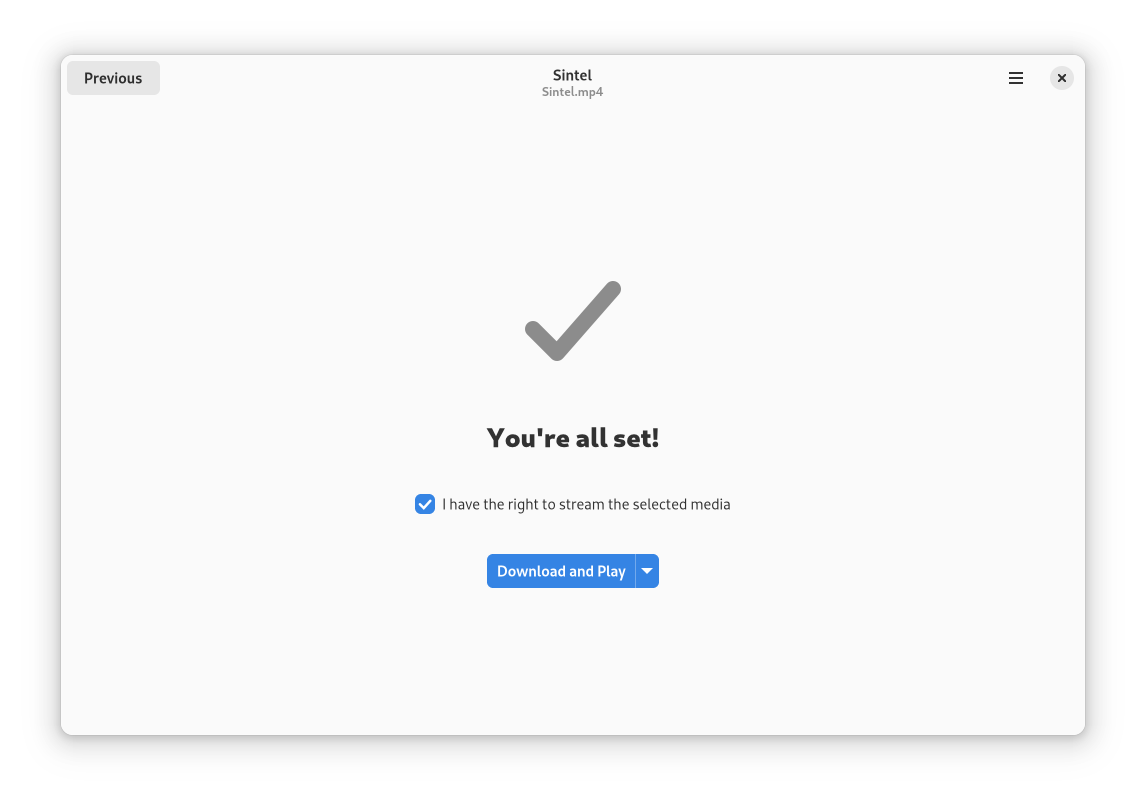 Previous
Sintel
Sintel.mp4
You're all set!
I have the right to stream the selected media
Download and Play